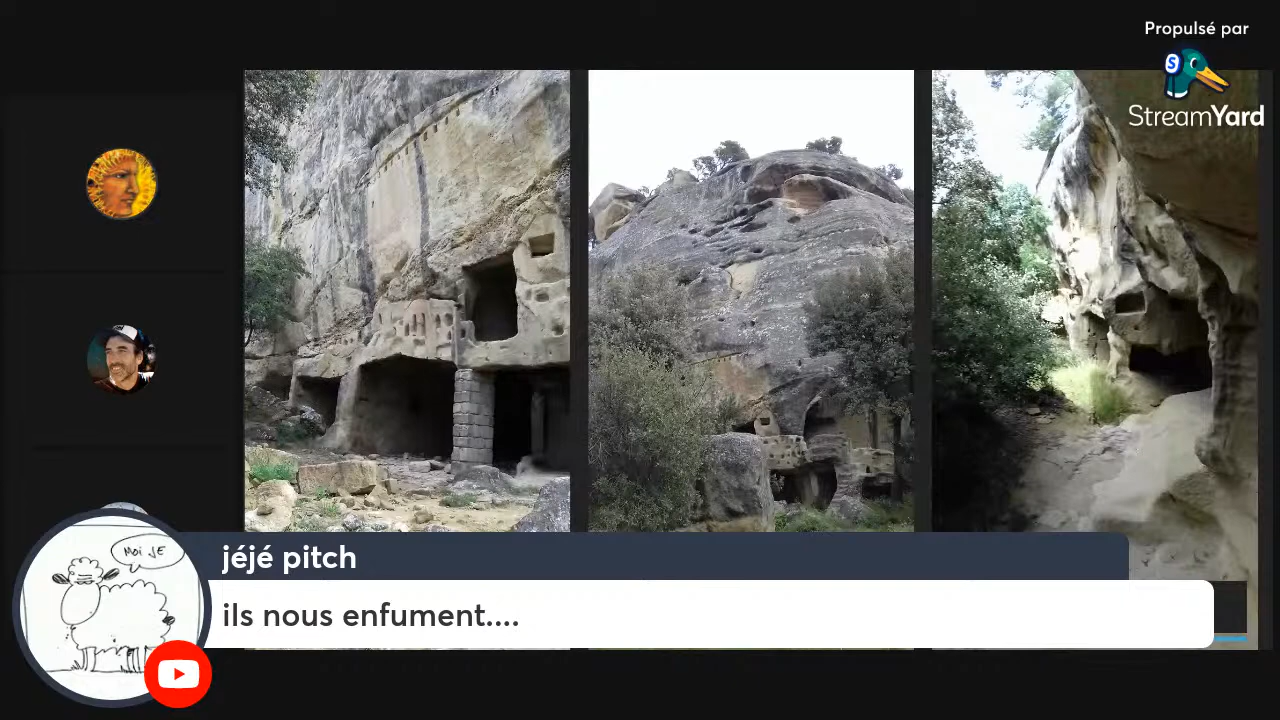 Propulsé par
StreamYard
MOI JE
jéjé pitch
ils nous enfument....